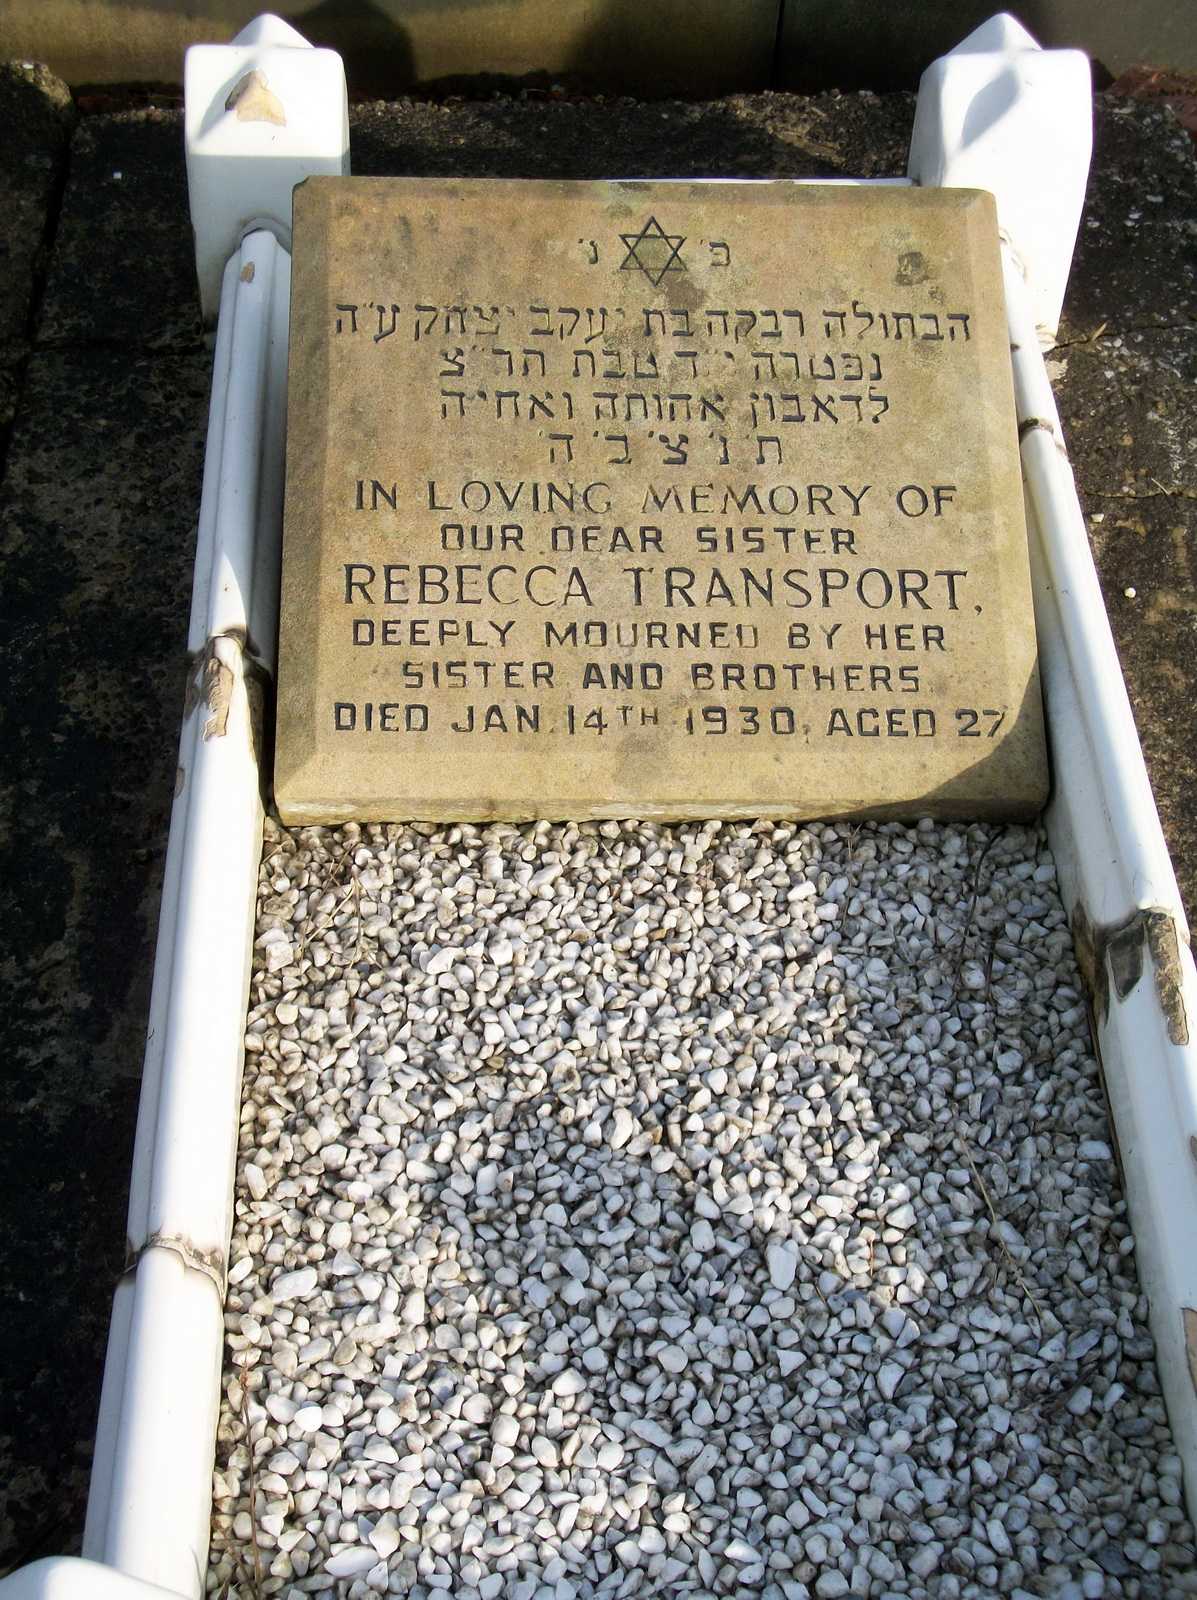 פ׳ נ׳
הבתולה רבקה בת יעקב יצחק ע״ה
נפטרה י״ד טבת תר״צ
לדאבון אחותה ואחיה
ת׳ נ׳ צ׳ ב׳ ה׳
IN LOVING MEMORY OF
OUR DEAR SISTER
REBECCA TRANSPORT,
DEEPLY MOURNED BY HER
SISTER AND BROTHERS.
DIED JAN. 14TH 1930, AGED 27